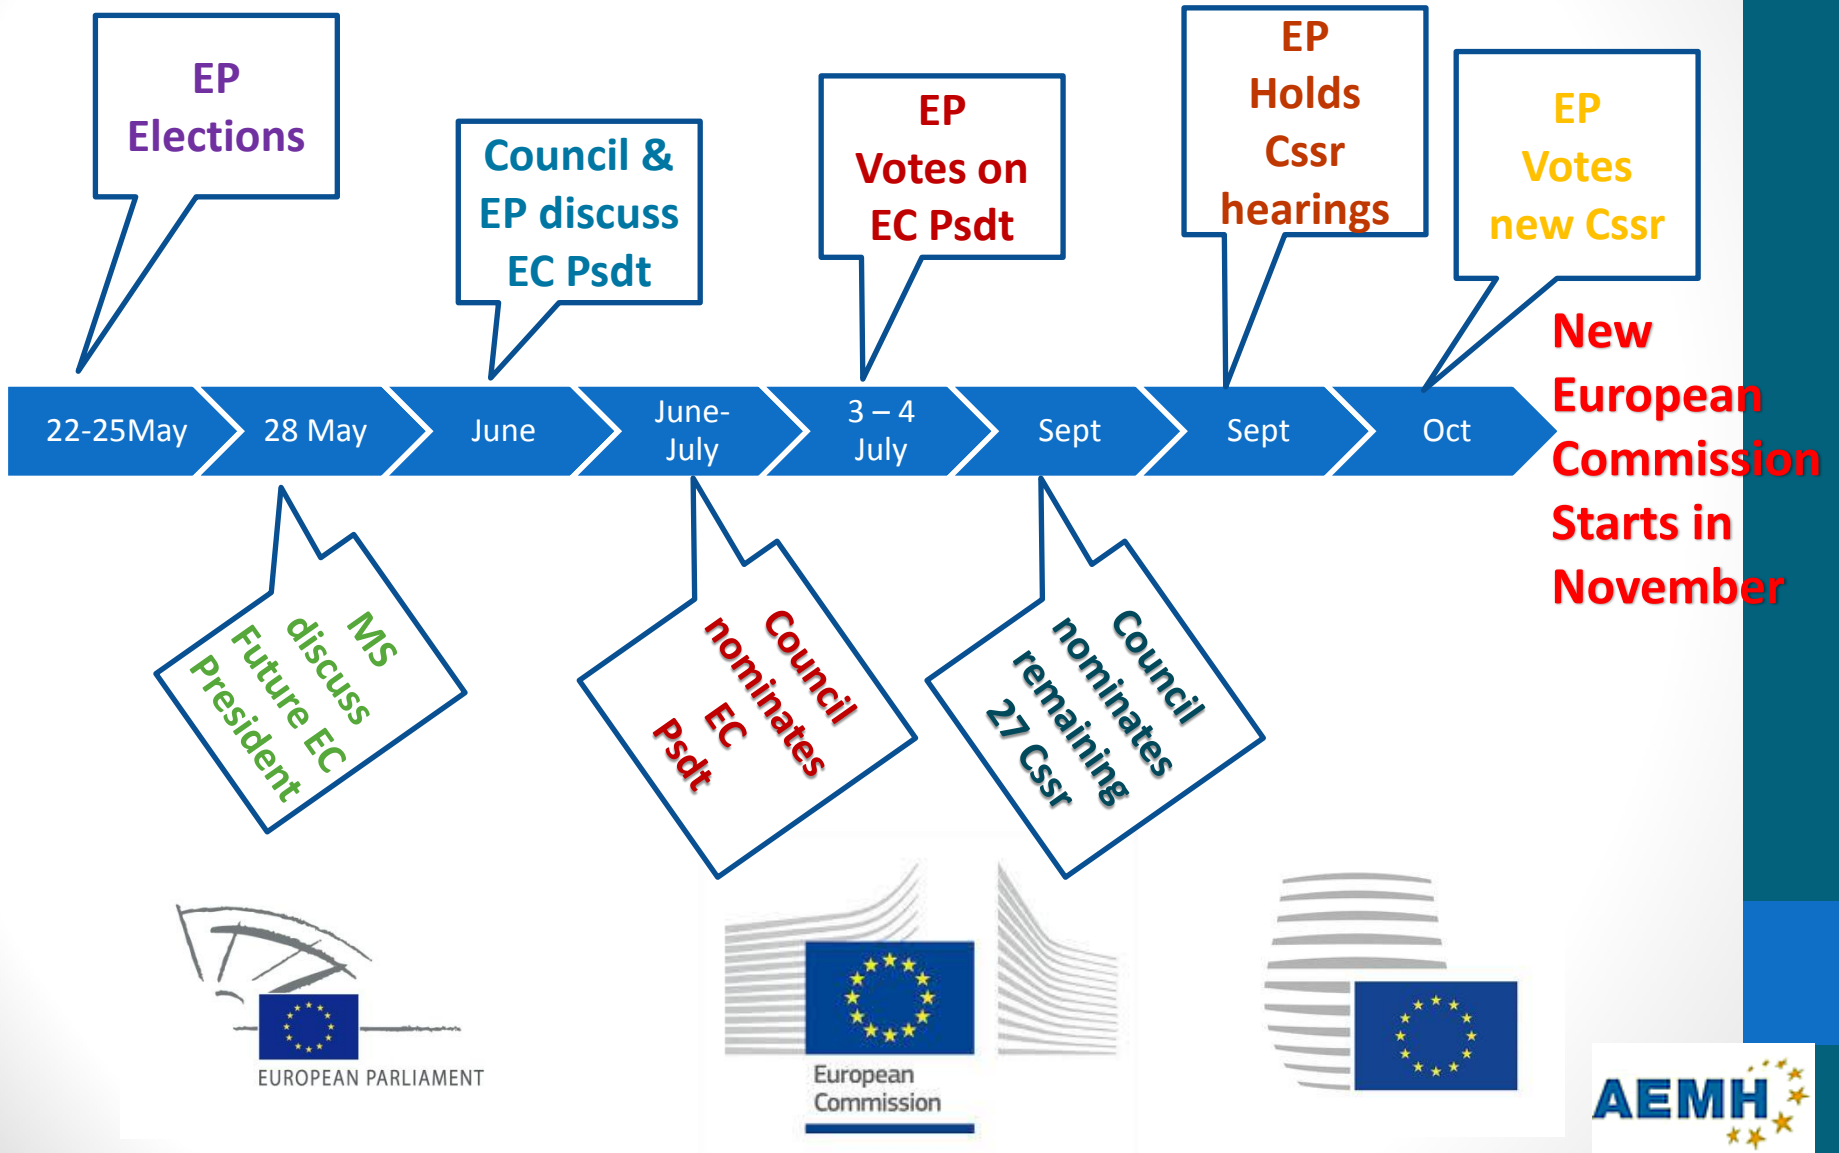 EP
Elections
Council &
EP discuss
EC Psdt
EP
Votes on
EC Psdt
EP
Holds
Cssr
hearings
EP
Votes
new Cssr
22-25May
28 May
June
June-
July
3 – 4
July
Sept
Sept
Oct
New
European
Commission
Starts in
November
MS
discuss
Future EC
President
Council
nominates
EC
Psdt
Council
nominates
remaining
27 Cssr
EUROPEAN PARLIAMENT
European
Commission
AEMH